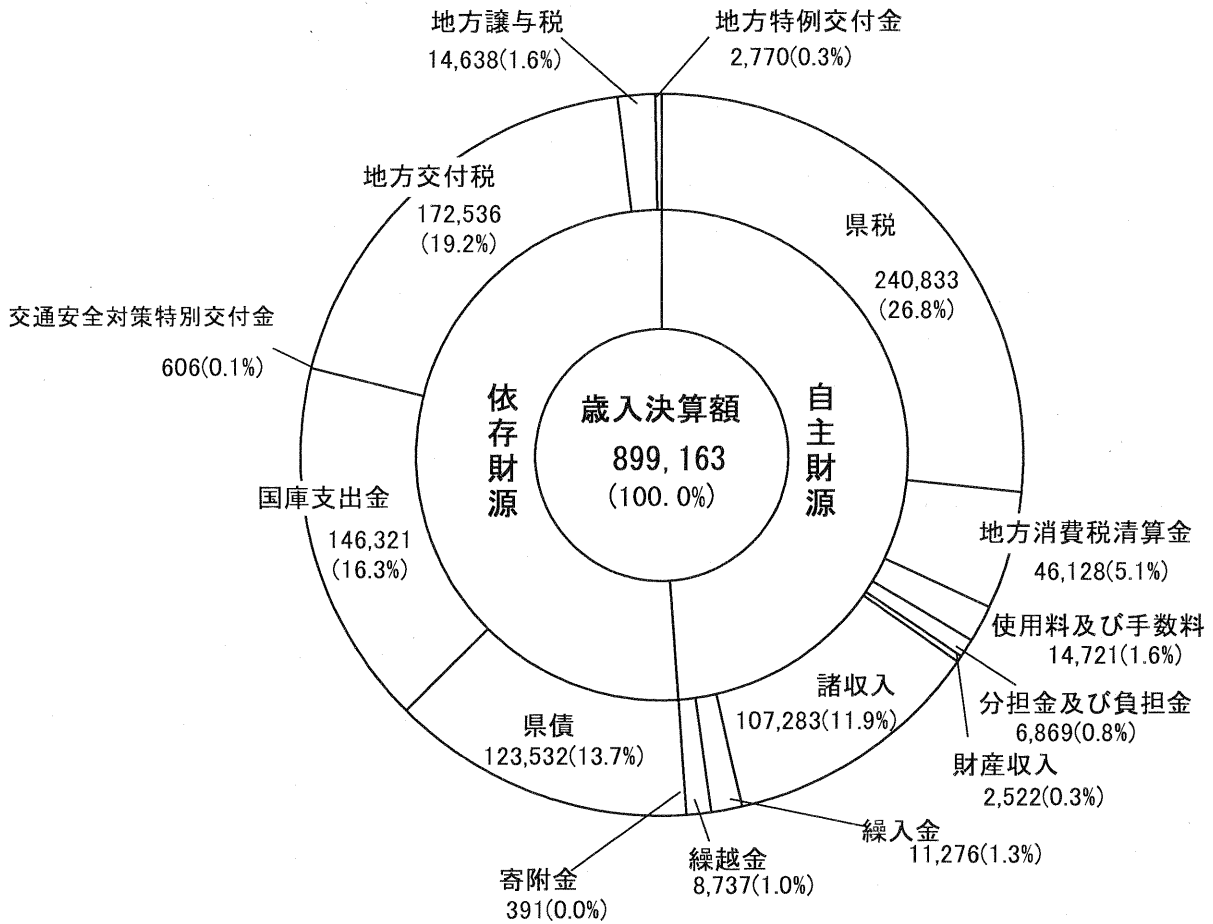 地方譲与税
14,638(1.6%)
地方特例交付金
2,770(0.3%)
地方交付税
172,536
(19.2%)
県税
240,833
(26.8%)
交通安全対策特別交付金
606(0.1%)
依存財源
歳入決算額
899,163
(100.0%)
自主財源
国庫支出金
146,321
(16.3%)
地方消費税清算金
46,128(5.1%)
使用料及び手数料
14,721(1.6%)
分担金及び負担金
6,869(0.8%)
財産収入
2,522(0.3%)
諸収入
107,283(11.9%)
県債
123,532(13.7%)
繰入金
11,276(1.3%)
繰越金
8,737(1.0%)
寄附金
391(0.0%)